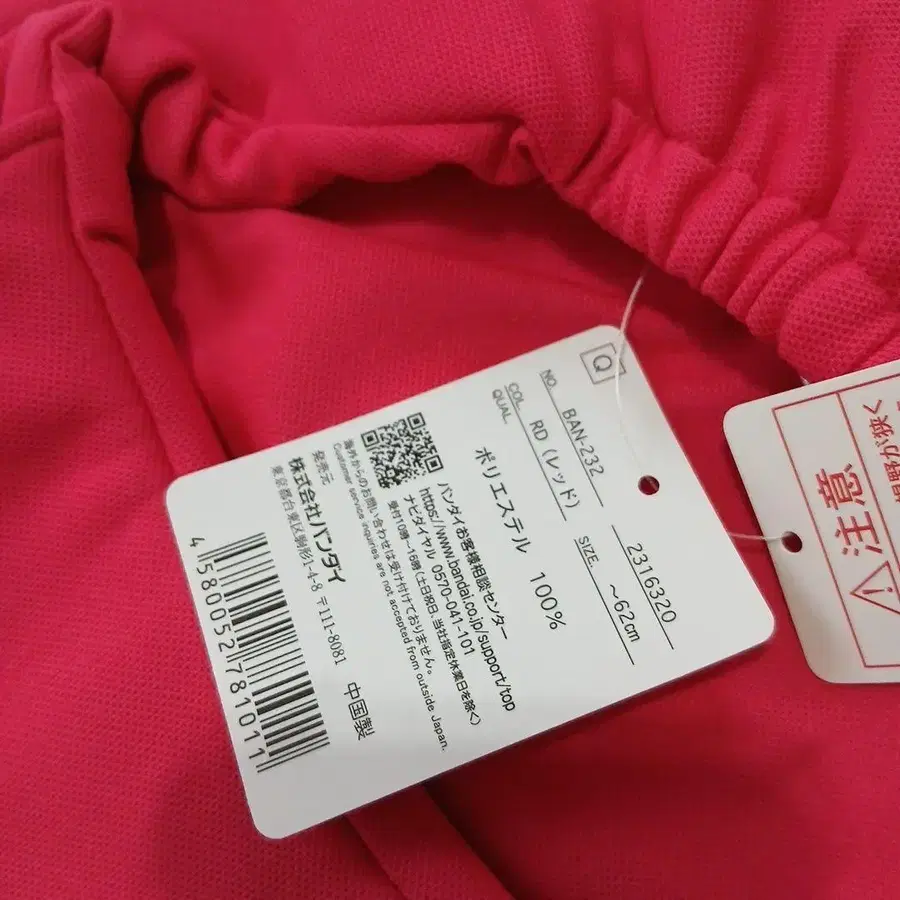 Q
NO. BAN-232 2316320
COL. RD (レッド) SIZE. ～62cm
QUAL.
ポリエステル 100%
バンダイお客様相談センター
https://www.bandai.co.jp/support/top
ナビダイヤル 0570-041-101
受付10時～16時(土日祝日、当社指定休業日を除く)
海外からのお問い合わせは受け付けておりません。
Customer service inquiries are not accepted from outside Japan.
発売元
株式会社バンダイ 中国製
東京都台東区駒形1-4-8 〒111-8081
4 580052 781011
注意
野が狭く